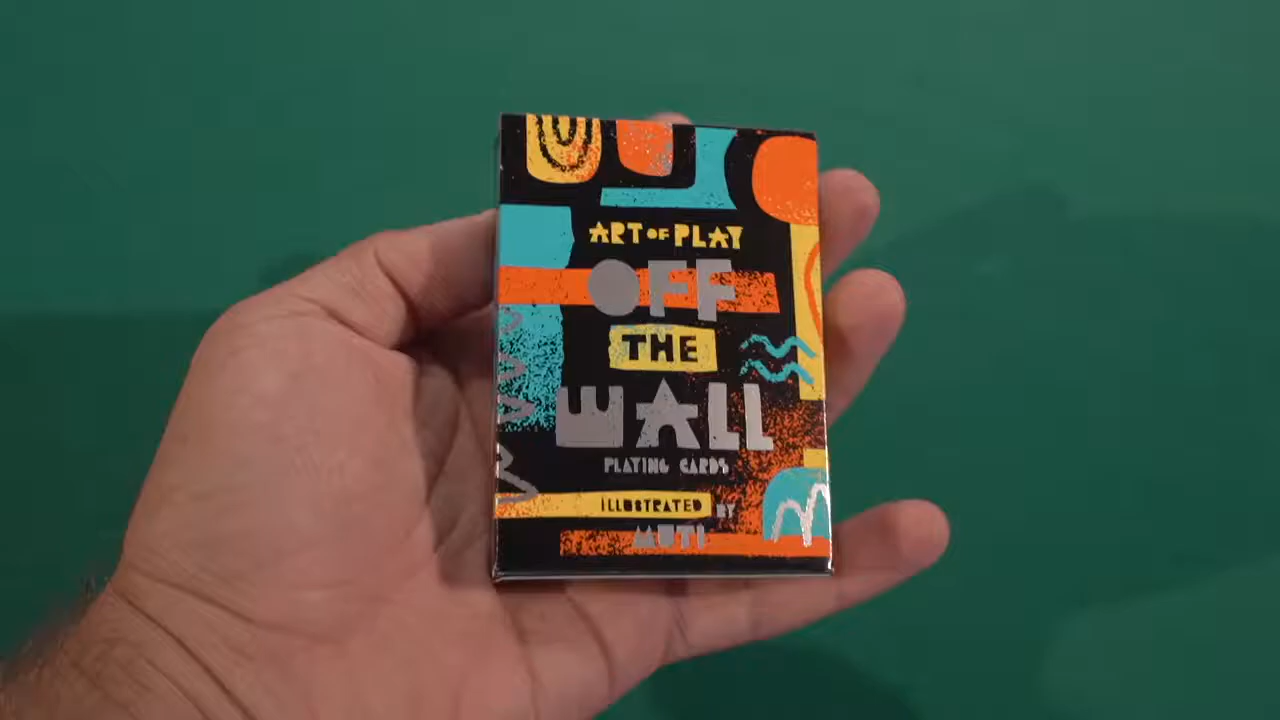 ART OF PLAY
OFF
THE
WALL
PLAYING CARDS
ILLUSTRATED BY
MUTI